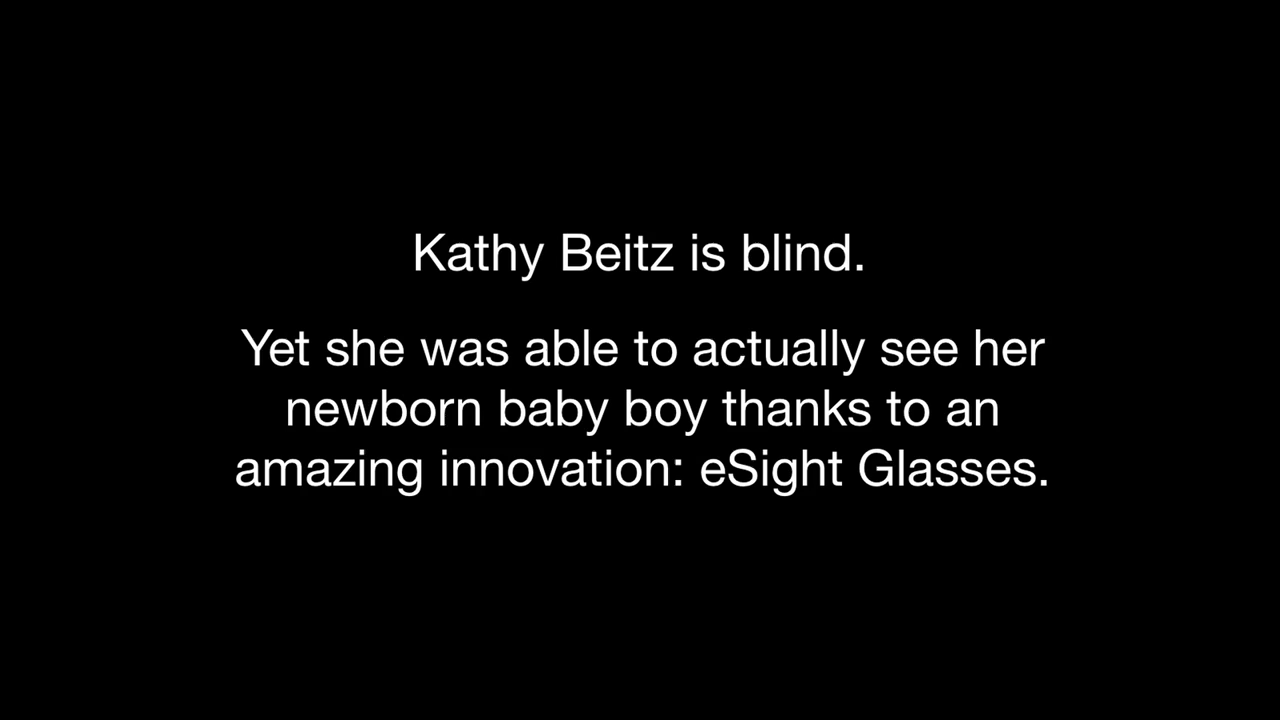 Kathy Beitz is blind.
Yet she was able to actually see her
newborn baby boy thanks to an
amazing innovation: eSight Glasses.